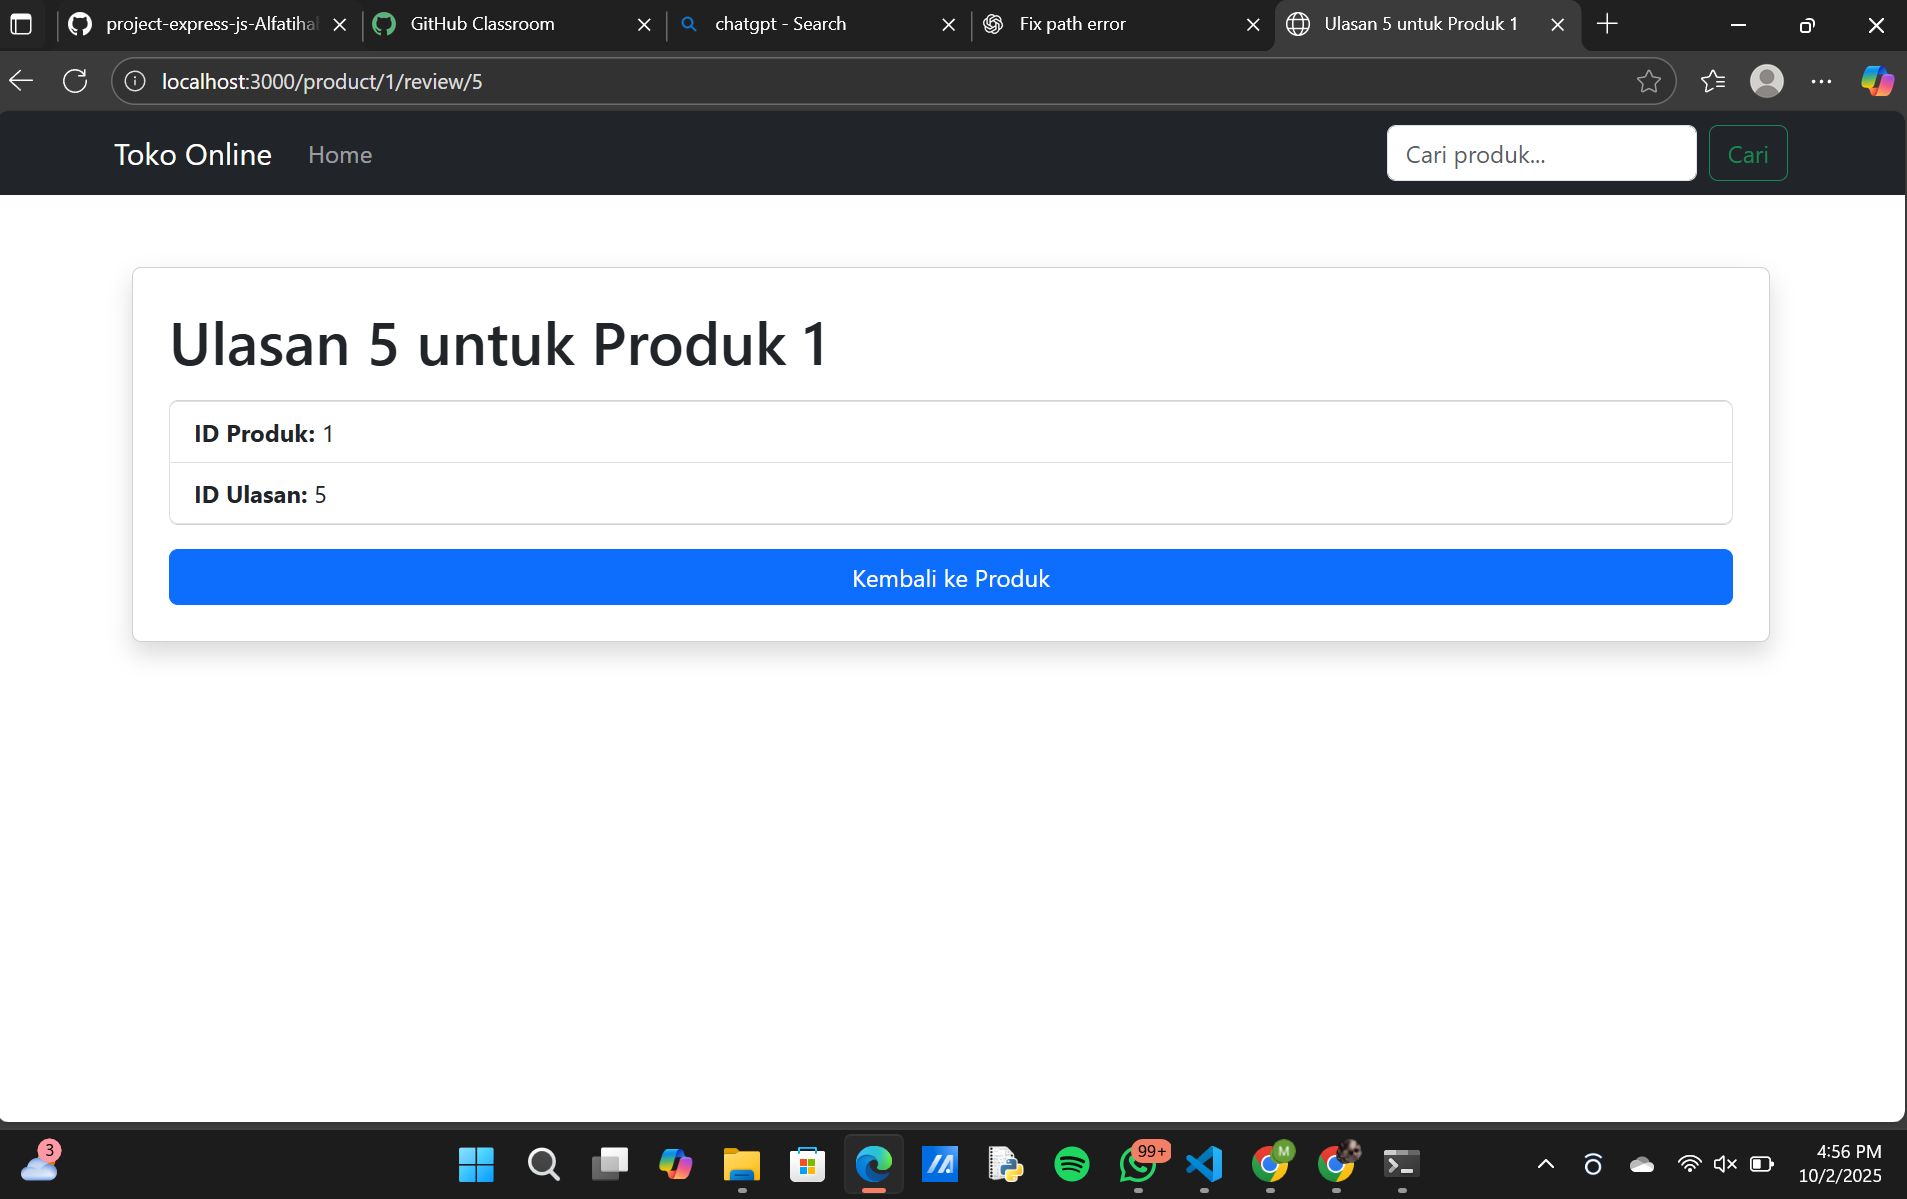 project-express-js-Alfatiha
GitHub Classroom
chatgpt - Search
Fix path error
Ulasan 5 untuk Produk 1
localhost:3000/product/1/review/5
Toko Online
Home
Cari produk...
Cari
Ulasan 5 untuk Produk 1
ID Produk: 1
ID Ulasan: 5
Kembali ke Produk
3
99+
M
4:56 PM
10/2/2025